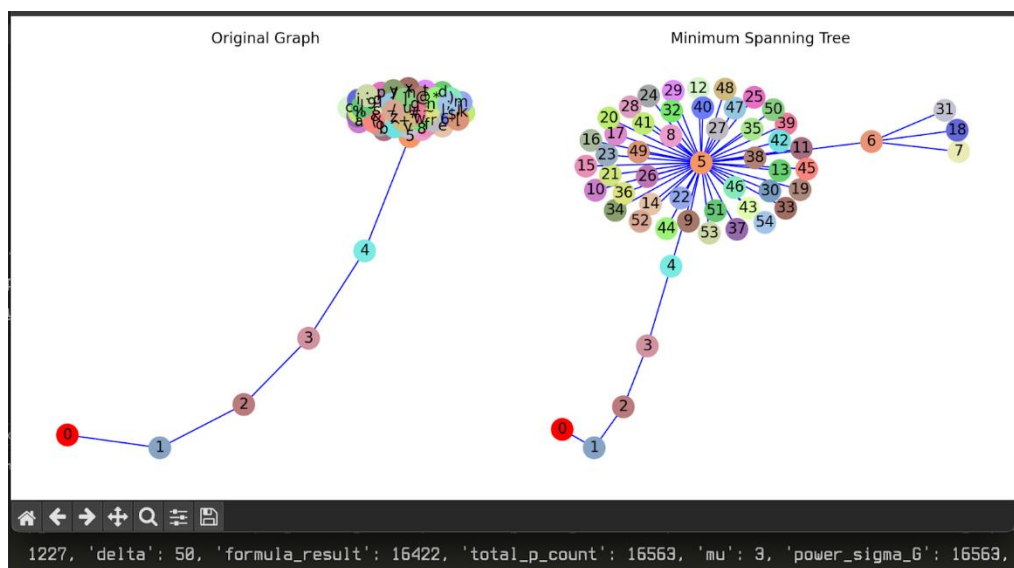 Original Graph
Minimum Spanning Tree
5
4
3
2
0
1
12 48
24 29 25
28 32 40 47 50
20 41 39
16 17 8 27 35 42
23 49 38 11
15 5 13 45
21 26
10 36 22 46 30 19
34 14 51 43 33
52 44 9 53 37 54
31
6 18
7
4
3
2
0
1
1227, 'delta': 50, 'formula_result': 16422, 'total_p_count': 16563, 'mu': 3, 'power_sigma_G': 16563,